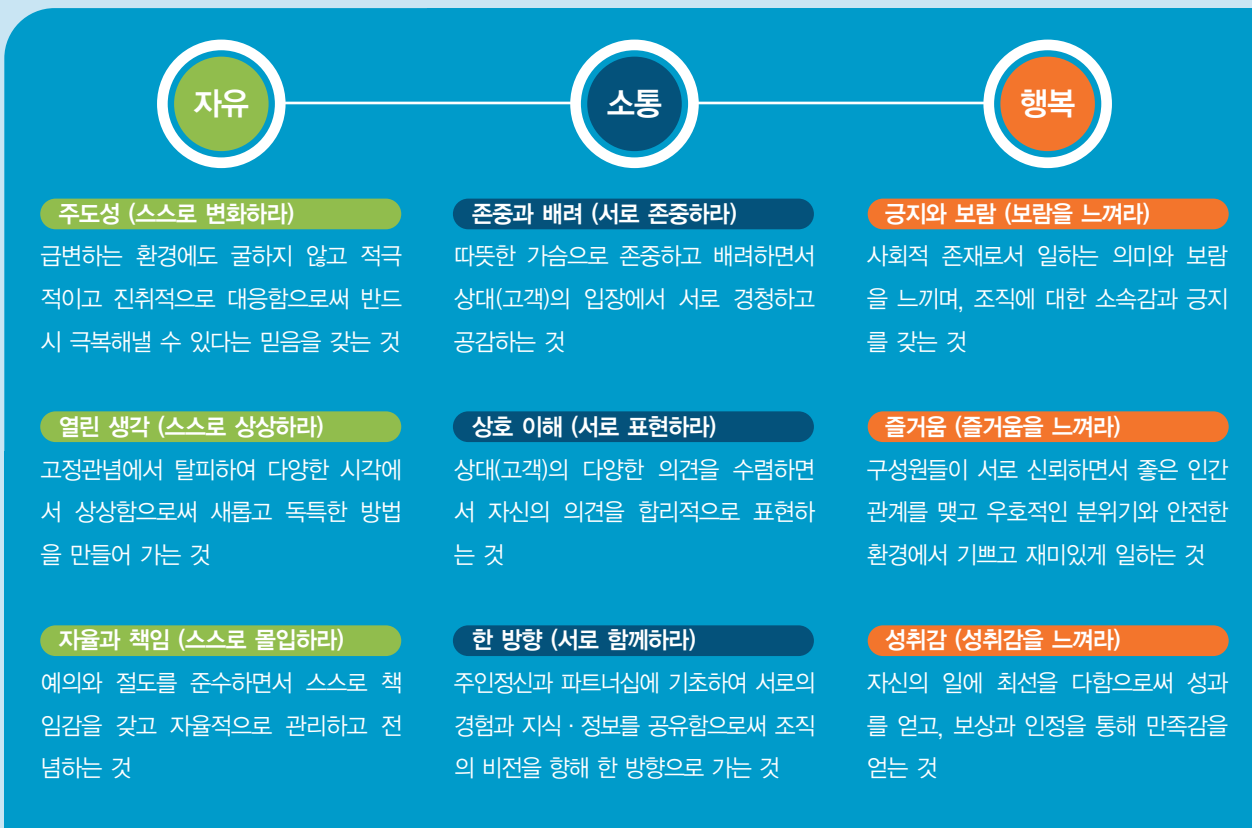 자유
소통
행복
주도성 (스스로 변화하라)
급변하는 환경에도 굴하지 않고 적극
적이고 진취적으로 대응함으로써 반드
시 극복해낼 수 있다는 믿음을 갖는 것
열린 생각 (스스로 상상하라)
고정관념에서 탈피하여 다양한 시각에
서 상상함으로써 새롭고 독특한 방법
을 만들어 가는 것
자율과 책임 (스스로 몰입하라)
예의와 절도를 준수하면서 스스로 책
임감을 갖고 자율적으로 관리하고 전
념하는 것
존중과 배려 (서로 존중하라)
따뜻한 가슴으로 존중하고 배려하면서
상대(고객)의 입장에서 서로 경청하고
공감하는 것
상호 이해 (서로 표현하라)
상대(고객)의 다양한 의견을 수렴하면
서 자신의 의견을 합리적으로 표현하
는 것
한 방향 (서로 함께하라)
주인정신과 파트너십에 기초하여 서로의
경험과 지식 · 정보를 공유함으로써 조직
의 비전을 향해 한 방향으로 가는 것
긍지와 보람 (보람을 느껴라)
사회적 존재로서 일하는 의미와 보람
을 느끼며, 조직에 대한 소속감과 긍지
를 갖는 것
즐거움 (즐거움을 느껴라)
구성원들이 서로 신뢰하면서 좋은 인간
관계를 맺고 우호적인 분위기와 안전한
환경에서 기쁘고 재미있게 일하는 것
성취감 (성취감을 느껴라)
자신의 일에 최선을 다함으로써 성과
를 얻고, 보상과 인정을 통해 만족감을
얻는 것